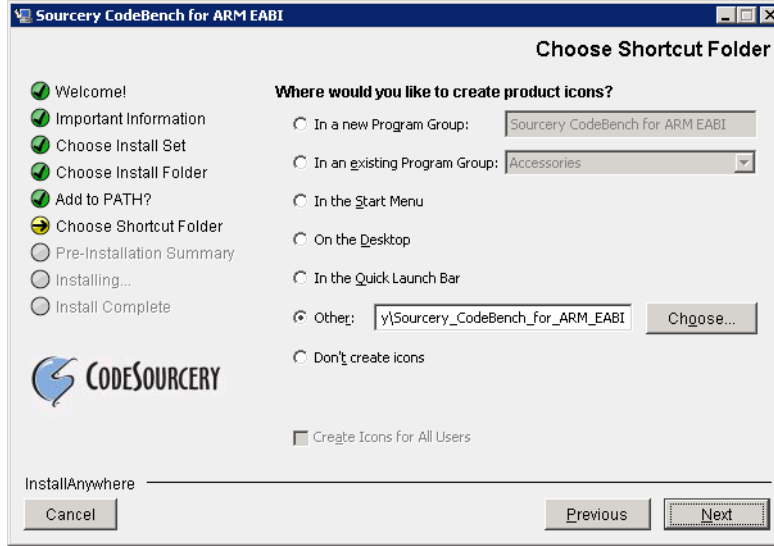 Sourcery CodeBench for ARM EABI
Choose Shortcut Folder
Welcome!
Important Information
Choose Install Set
Choose Install Folder
Add to PATH?
Choose Shortcut Folder
Pre-Installation Summary
Installing...
Install Complete
CODESOURCERY
Where would you like to create product icons?
In a new Program Group: Sourcery CodeBench for ARM EABI
In an existing Program Group: Accessories
In the Start Menu
On the Desktop
In the Quick Launch Bar
Other: y\Sourcery_CodeBench_for_ARM_EABI Choose...
Don't create icons
Create Icons for All Users
InstallAnywhere
Cancel Previous Next